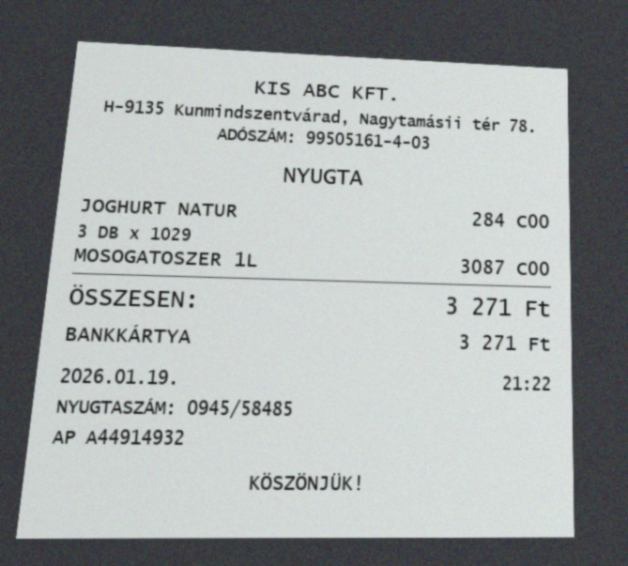 KIS ABC KFT.
H-9135 Kunmindszentvárad, Nagytamásii tér 78.
ADÓSZÁM: 99505161-4-03
NYUGTA
JOGHURT NATUR 284 C00
3 DB x 1029
MOSOGATOSZER 1L 3087 C00
ÖSSZESEN: 3 271 Ft
BANKKÁRTYA 3 271 Ft
2026.01.19. 21:22
NYUGTASZÁM: 0945/58485
AP A44914932
KÖSZÖNJÜK!